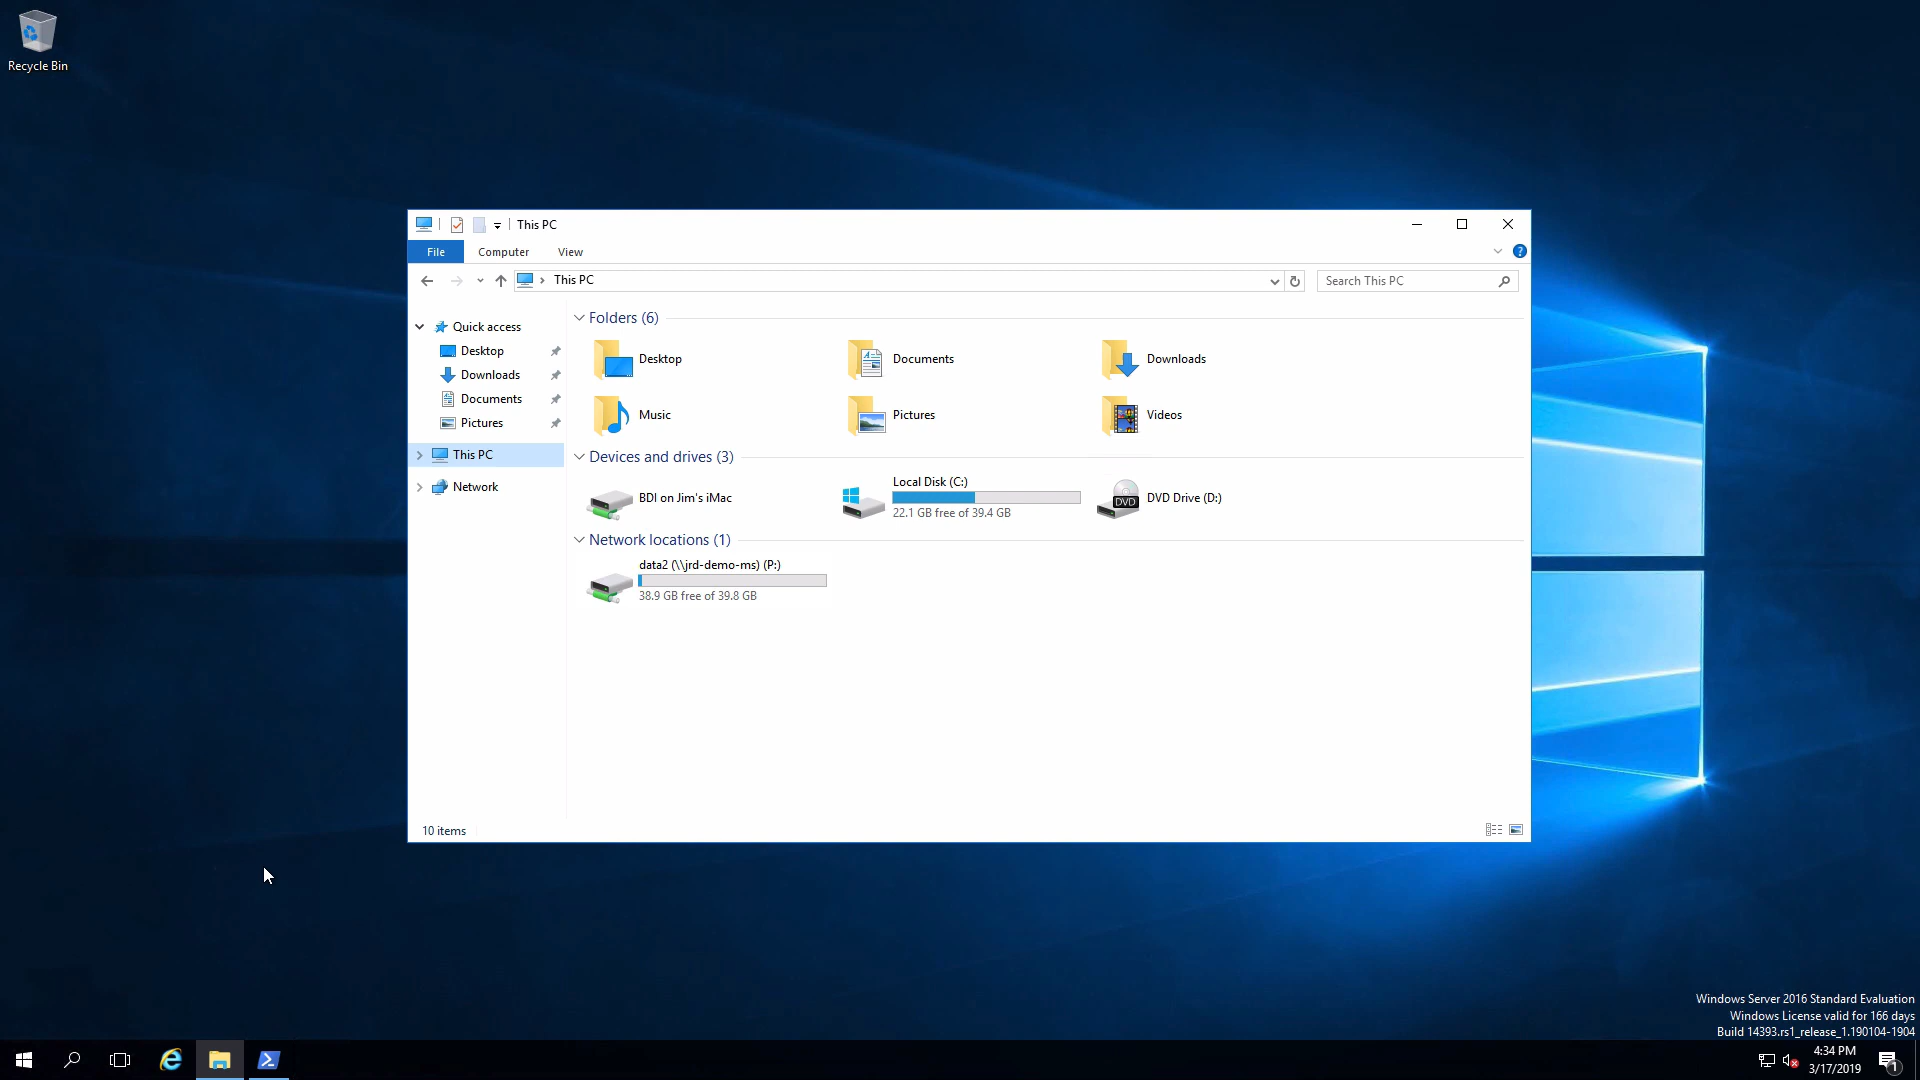 Recycle Bin
This PC
File Computer View
This PC
Search This PC
Quick access
Desktop
Downloads
Documents
Pictures
This PC
Network
Folders (6)
Desktop
Documents
Downloads
Music
Pictures
Videos
Devices and drives (3)
BDI on Jim's iMac
Local Disk (C:)
22.1 GB free of 39.4 GB
DVD
DVD Drive (D:)
Network locations (1)
data2 (\\jrd-demo-ms) (P:)
38.9 GB free of 39.8 GB
10 items
Windows Server 2016 Standard Evaluation
Windows License valid for 166 days
Build 14393.rs1_release_1.190104-1904
4:34 PM
3/17/2019
1